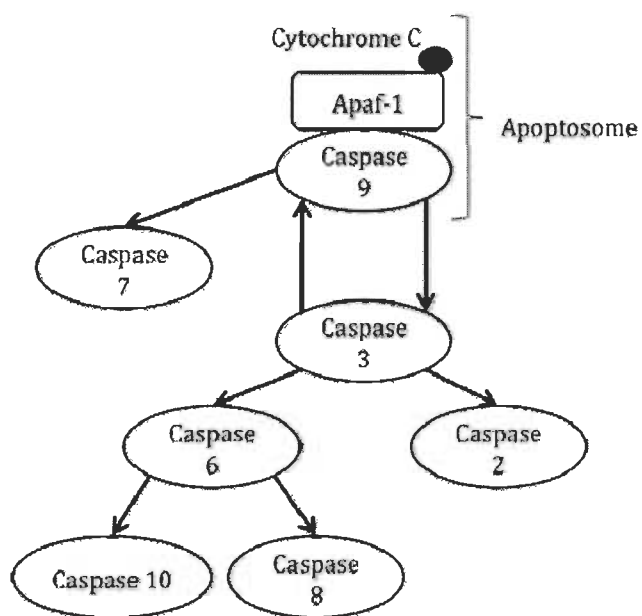 Cytochrome C
Apaf-1
Apoptosome
Caspase
9
Caspase
7
Caspase
3
Caspase
6
Caspase
2
Caspase 10
Caspase
8